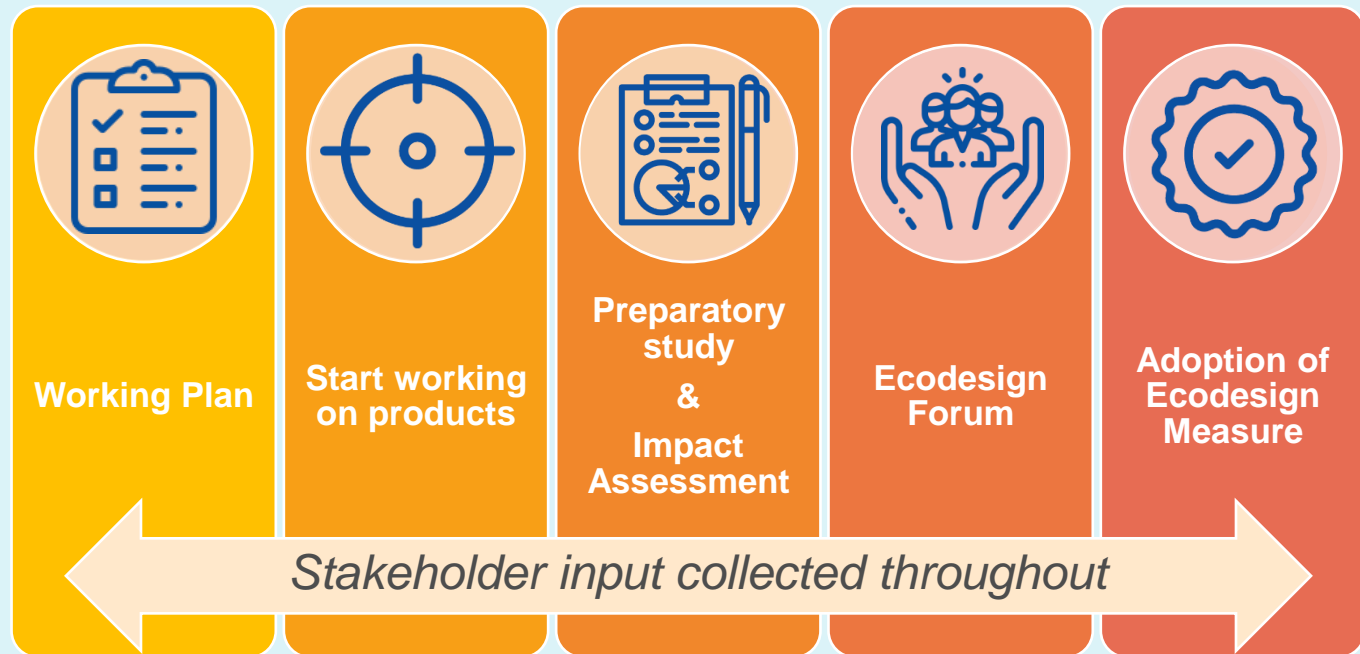 Working Plan
Start working
on products
Preparatory
study
&
Impact
Assessment
Ecodesign
Forum
Adoption of
Ecodesign
Measure
Stakeholder input collected throughout